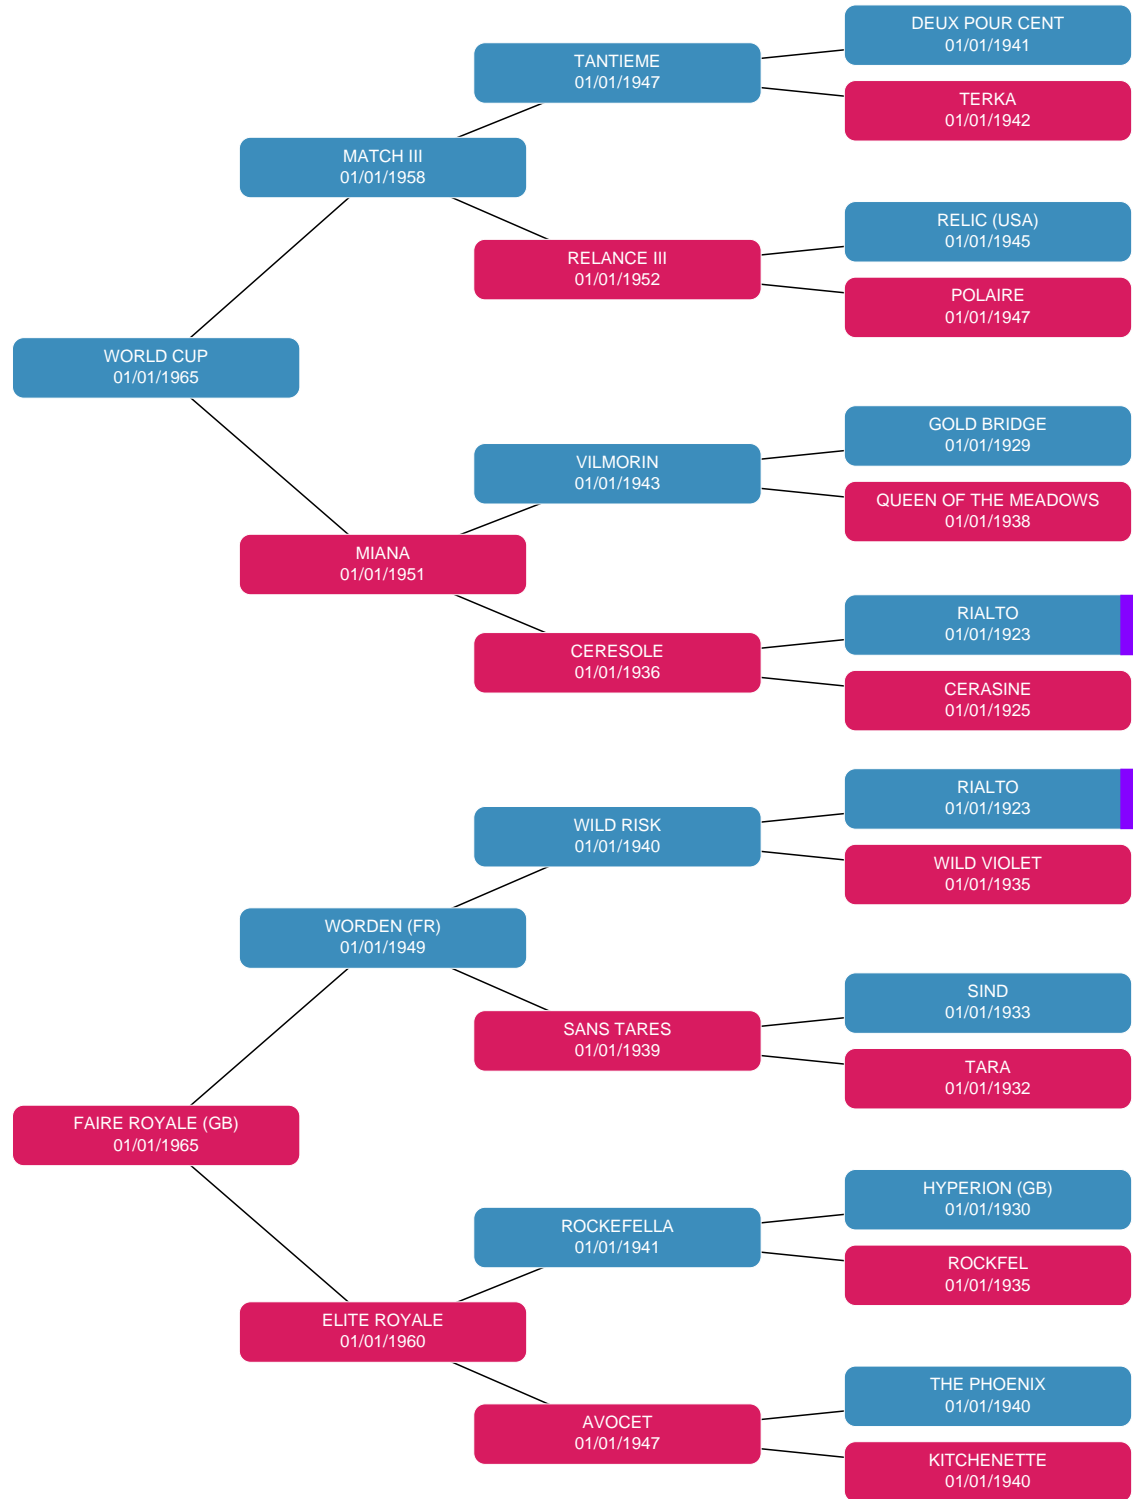 DEUX POUR CENT
01/01/1941
TANTIEME
01/01/1947
TERKA
01/01/1942
MATCH III
01/01/1958
RELIC (USA)
01/01/1945
RELANCE III
01/01/1952
POLAIRE
01/01/1947
WORLD CUP
01/01/1965
GOLD BRIDGE
01/01/1929
VILMORIN
01/01/1943
QUEEN OF THE MEADOWS
01/01/1938
MIANA
01/01/1951
RIALTO
01/01/1923
CERESOLE
01/01/1936
CERASINE
01/01/1925
RIALTO
01/01/1923
WILD RISK
01/01/1940
WILD VIOLET
01/01/1935
WORDEN (FR)
01/01/1949
SIND
01/01/1933
SANS TARES
01/01/1939
TARA
01/01/1932
FAIRE ROYALE (GB)
01/01/1965
HYPERION (GB)
01/01/1930
ROCKEFELLA
01/01/1941
ROCKFEL
01/01/1935
ELITE ROYALE
01/01/1960
THE PHOENIX
01/01/1940
AVOCET
01/01/1947
KITCHENETTE
01/01/1940